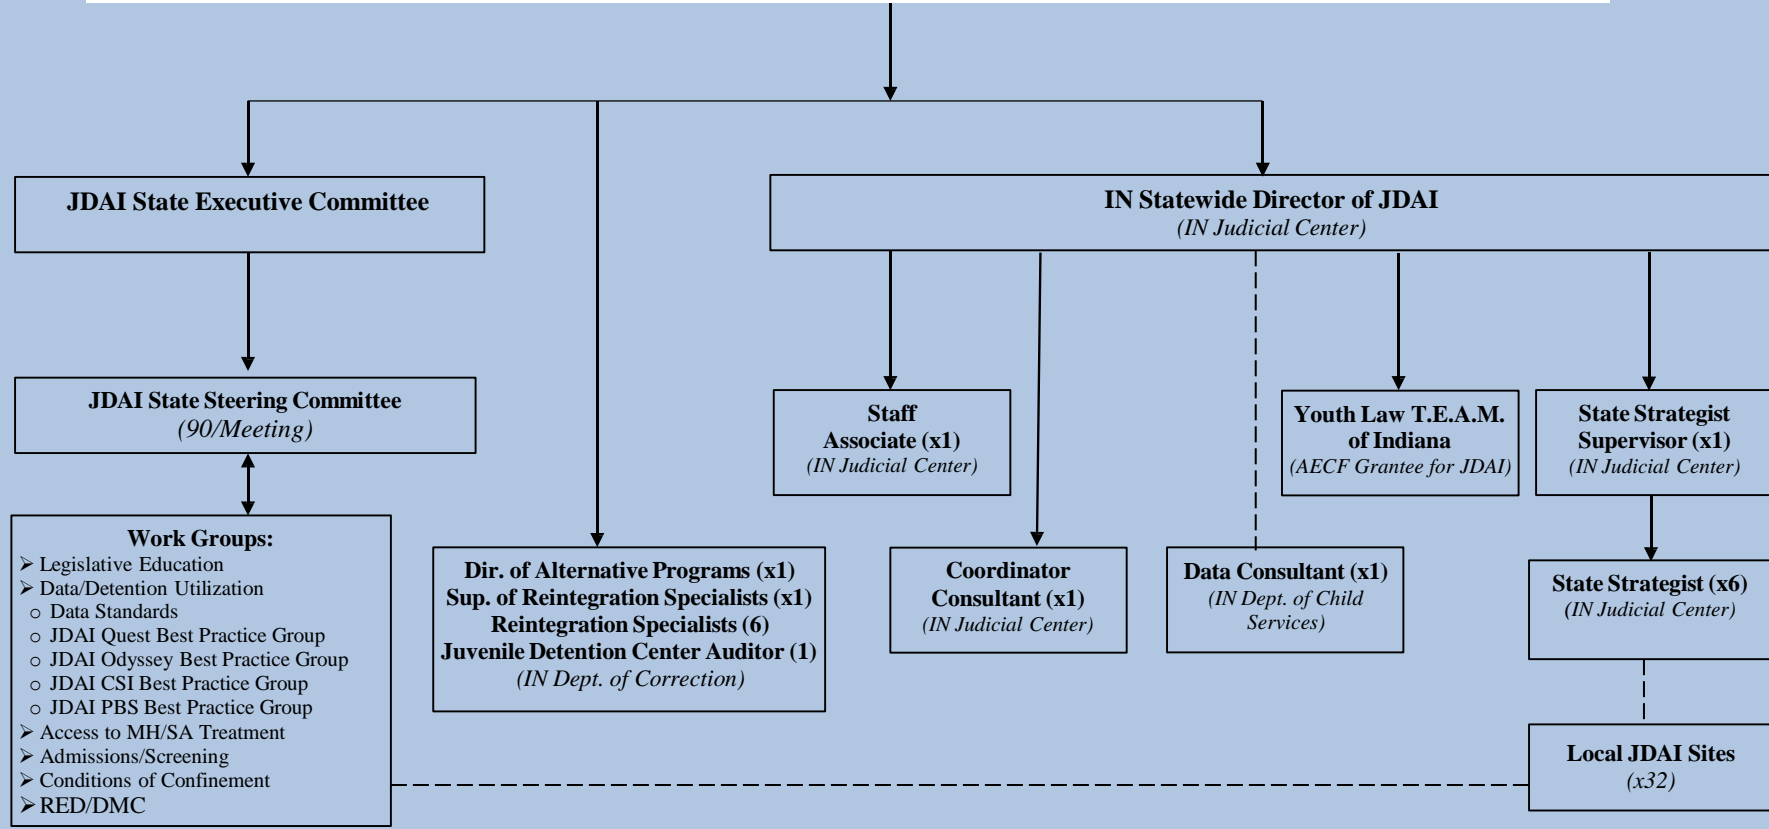 JDAI State Executive Committee
IN Statewide Director of JDAI
(IN Judicial Center)
JDAI State Steering Committee
(90/Meeting)
Staff
Associate (x1)
(IN Judicial Center)
Youth Law T.E.A.M.
of Indiana
(AECF Grantee for JDAI)
State Strategist
Supervisor (x1)
(IN Judicial Center)
Work Groups:
➢ Legislative Education
➢ Data/Detention Utilization
o Data Standards
o JDAI Quest Best Practice Group
o JDAI Odyssey Best Practice Group
o JDAI CSI Best Practice Group
o JDAI PBS Best Practice Group
➢ Access to MH/SA Treatment
➢ Admissions/Screening
➢ Conditions of Confinement
➢ RED/DMC
Dir. of Alternative Programs (x1)
Sup. of Reintegration Specialists (x1)
Reintegration Specialists (6)
Juvenile Detention Center Auditor (1)
(IN Dept. of Correction)
Coordinator
Consultant (x1)
(IN Judicial Center)
Data Consultant (x1)
(IN Dept. of Child
Services)
State Strategist (x6)
(IN Judicial Center)
Local JDAI Sites
(x32)